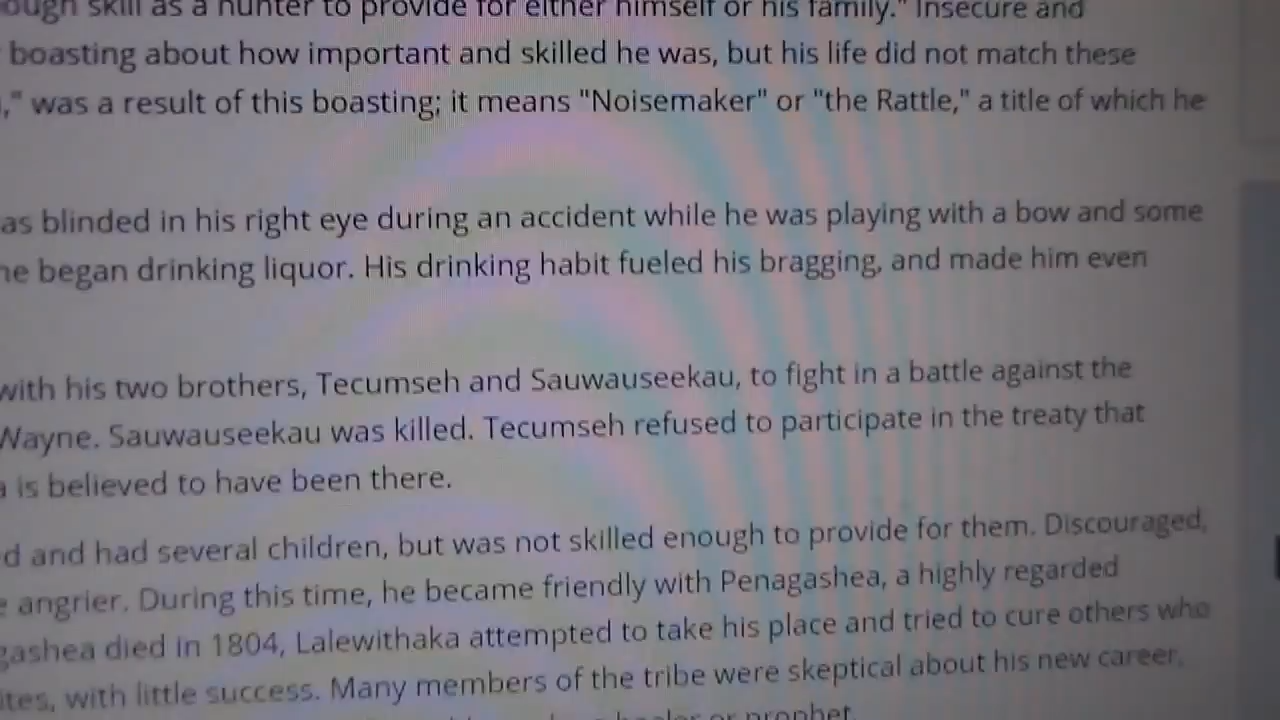 ough skill as a hunter to provide for either himself or his family." Insecure and
boasting about how important and skilled he was, but his life did not match these
," was a result of this boasting; it means "Noisemaker" or "the Rattle," a title of which he
as blinded in his right eye during an accident while he was playing with a bow and some
he began drinking liquor. His drinking habit fueled his bragging, and made him even
with his two brothers, Tecumseh and Sauwauseekau, to fight in a battle against the
Wayne. Sauwauseekau was killed. Tecumseh refused to participate in the treaty that
a is believed to have been there.
d and had several children, but was not skilled enough to provide for them. Discouraged,
e angrier. During this time, he became friendly with Penagashea, a highly regarded
gashea died in 1804, Lalewithaka attempted to take his place and tried to cure others who
ites, with little success. Many members of the tribe were skeptical about his new career,
healer or prophet.